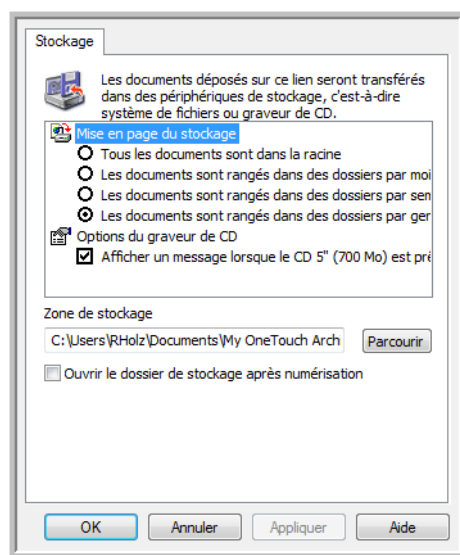 Stockage
Les documents déposés sur ce lien seront transférés
dans des périphériques de stockage, c'est-à-dire
système de fichiers ou graveur de CD.
Mise en page du stockage
Tous les documents sont dans la racine
Les documents sont rangés dans des dossiers par moi
Les documents sont rangés dans des dossiers par sen
Les documents sont rangés dans des dossiers par ger
Options du graveur de CD
Afficher un message lorsque le CD 5" (700 Mo) est pré
Zone de stockage
C:\Users\RHolz\Documents\My OneTouch Arch
Parcourir
Ouvrir le dossier de stockage après numérisation
OK Annuler Appliquer Aide